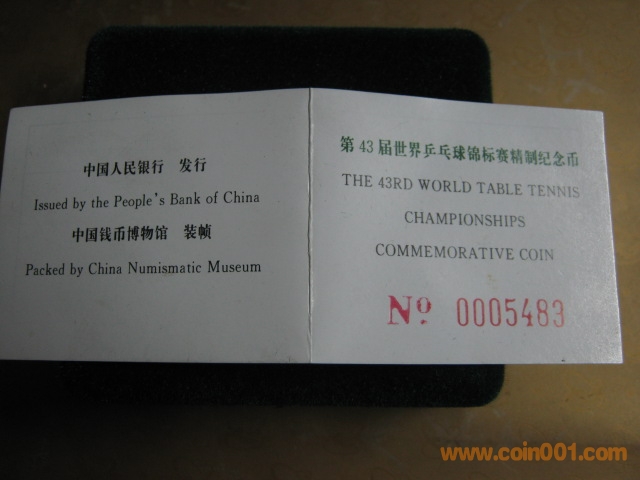 中国人民银行 发行
Issued by the People's Bank of China
中国钱币博物馆 装帧
Packed by China Numismatic Museum
第 43 届世界乒乓球锦标赛精制纪念币
THE 43RD WORLD TABLE TENNIS
CHAMPIONSHIPS
COMMEMORATIVE COIN
No 0005483
www.coin001.com